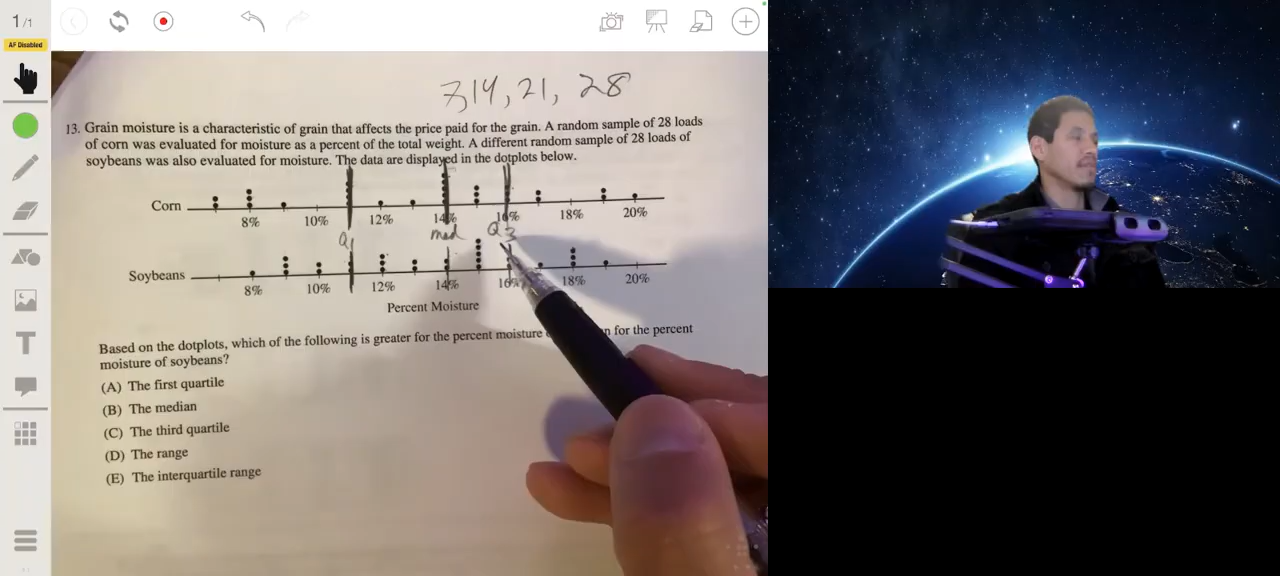 1/1
AF Disabled
7, 14, 21, 28
13. Grain moisture is a characteristic of grain that affects the price paid for the grain. A random sample of 28 loads
of corn was evaluated for moisture as a percent of the total weight. A different random sample of 28 loads of
soybeans was also evaluated for moisture. The data are displayed in the dotplots below.
Corn
8% 10% 12% 14% 16% 18% 20%
Q1 med Q3
Soybeans
8% 10% 12% 14% 16% 18% 20%
Percent Moisture
Based on the dotplots, which of the following is greater for the percent moisture for the percent
moisture of soybeans?
(A) The first quartile
(B) The median
(C) The third quartile
(D) The range
(E) The interquartile range
T